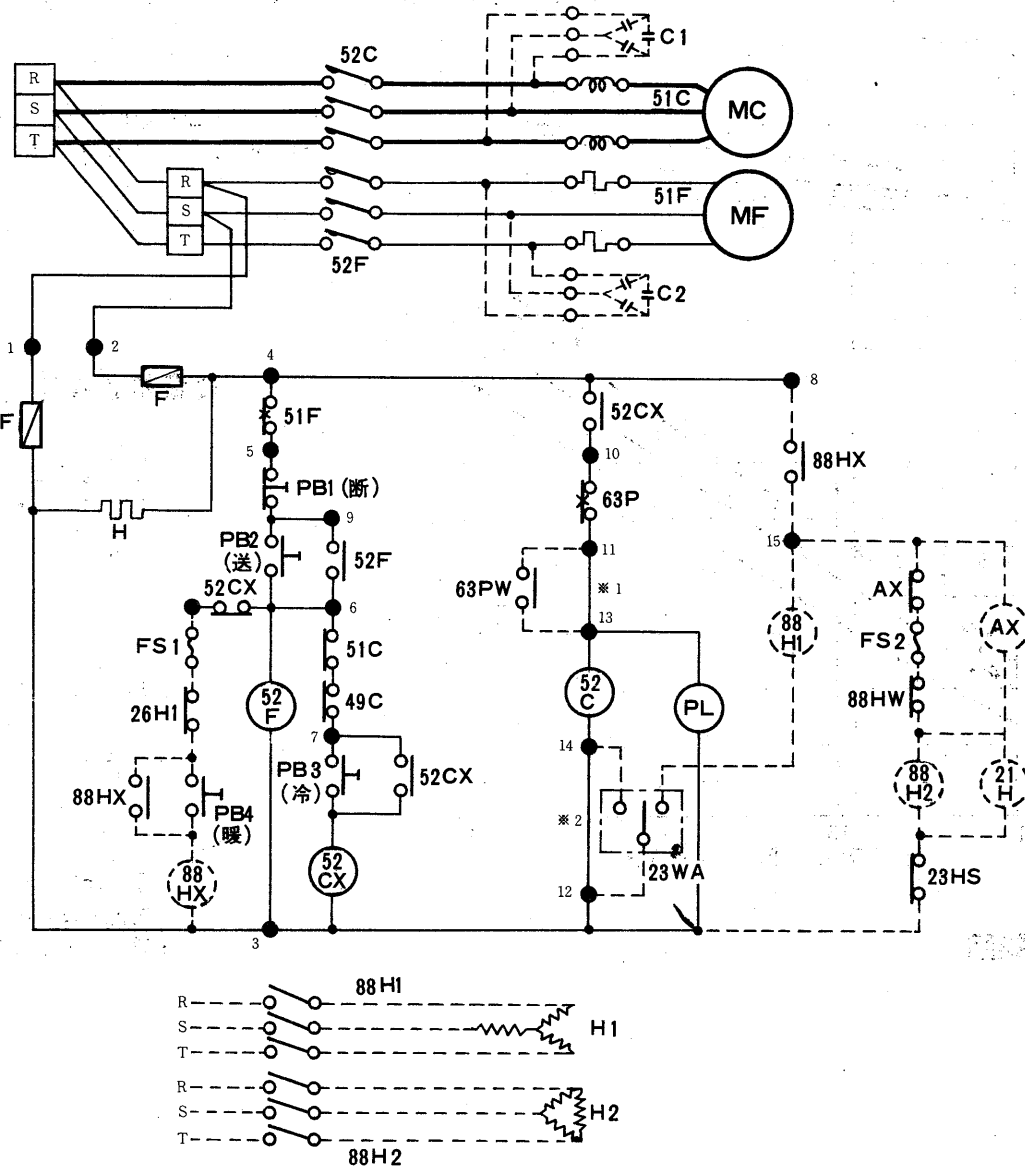 C1
52C
R
51C
S
MC
T
R
51F
S
MF
T
52F
C2
1
2
4
8
F
F
51F
52CX
5
10
88HX
PB1(断)
63P
9
H
PB2
(送)
52F
11
15
63PW
※1
AX
52CX
6
13
88
H1
AX
FS1
51C
FS2
52
F
52
C
PL
26H1
49C
88HW
7
14
PB3
(冷)
52CX
88
H2
21
H
88HX
PB4
(暖)
※2
88
HX
52
CX
12
23WA
23HS
3
88H1
R
S
H1
T
R
S
H2
T
88H2